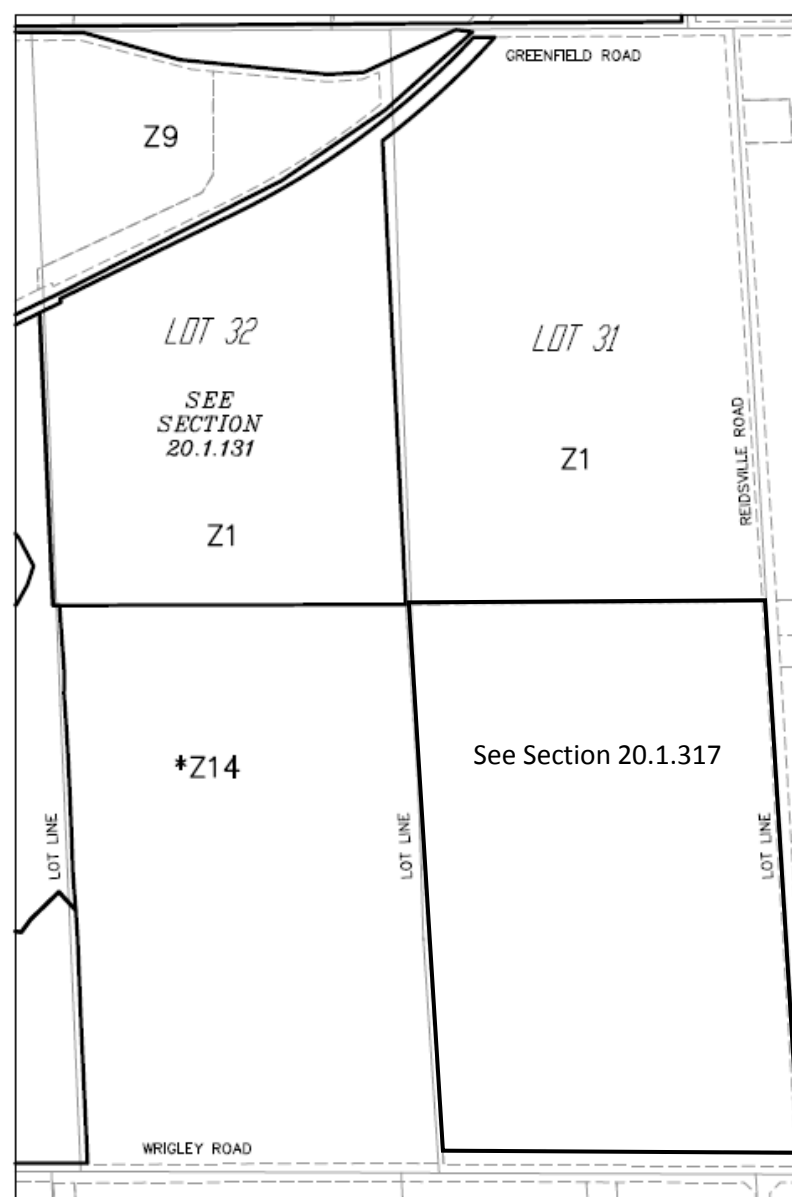 GREENFIELD ROAD
Z9
LOT 32
LOT 31
SEE
SECTION
20.1.131
Z1
REIDSVILLE ROAD
Z1
*Z14
See Section 20.1.317
LOT LINE
LOT LINE
LOT LINE
WRIGLEY ROAD